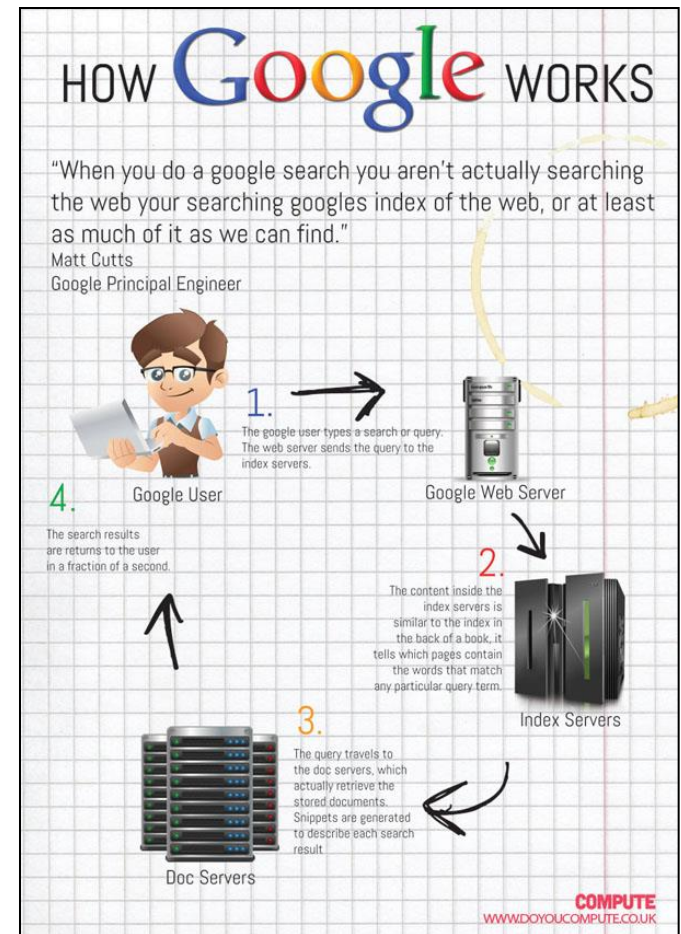 HOW Google WORKS
“When you do a google search you aren't actually searching
the web your searching googles index of the web, or at least
as much of it as we can find.”
Matt Cutts
Google Principal Engineer
1.
The google user types a search or query.
The web server sends the query to the
index servers.
Google User
Google Web Server
2.
The content inside the
index servers is
similar to the index in
the back of a book, it
tells which pages contain
the words that match
any particular query term.
Index Servers
3.
The query travels to
the doc servers, which
actually retrieve the
stored documents.
Snippets are generated
to describe each search
result
Doc Servers
4.
The search results
are returns to the user
in a fraction of a second.
COMPUTE
WWW.DOYOUCOMPUTE.CO.UK